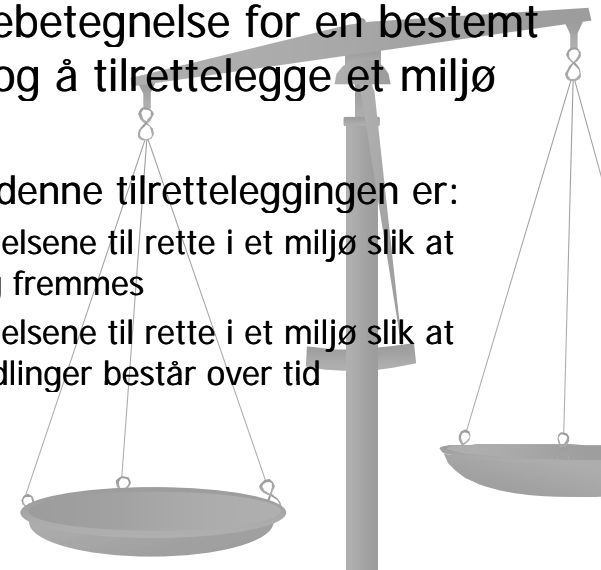 ebetegnelse for en bestemt
og å tilrettelegge et miljø
denne tilretteleggingen er:
elsene til rette i et miljø slik at
g fremmes
elsene til rette i et miljø slik at
dlinger består over tid